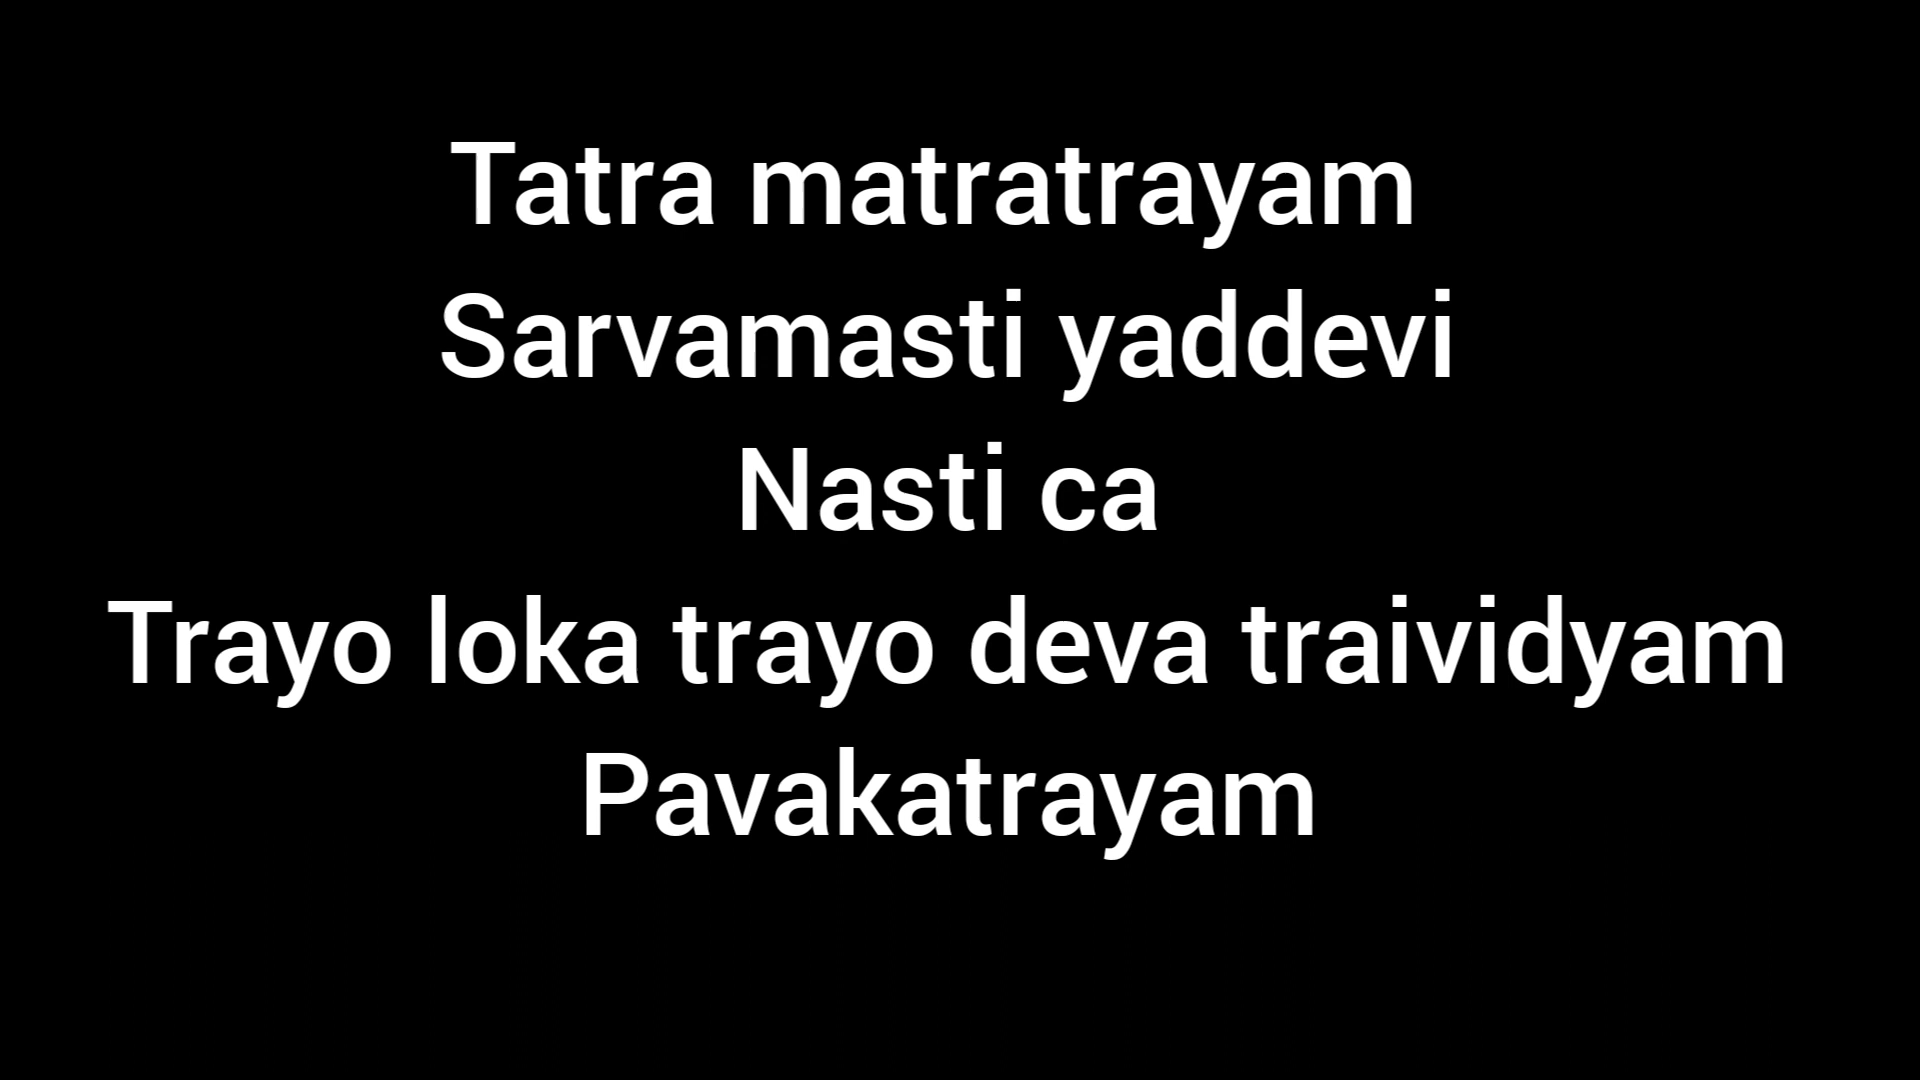 Tatra matratrayam
Sarvamasti yaddevi
Nasti ca
Trayo loka trayo deva traividyam
Pavakatrayam